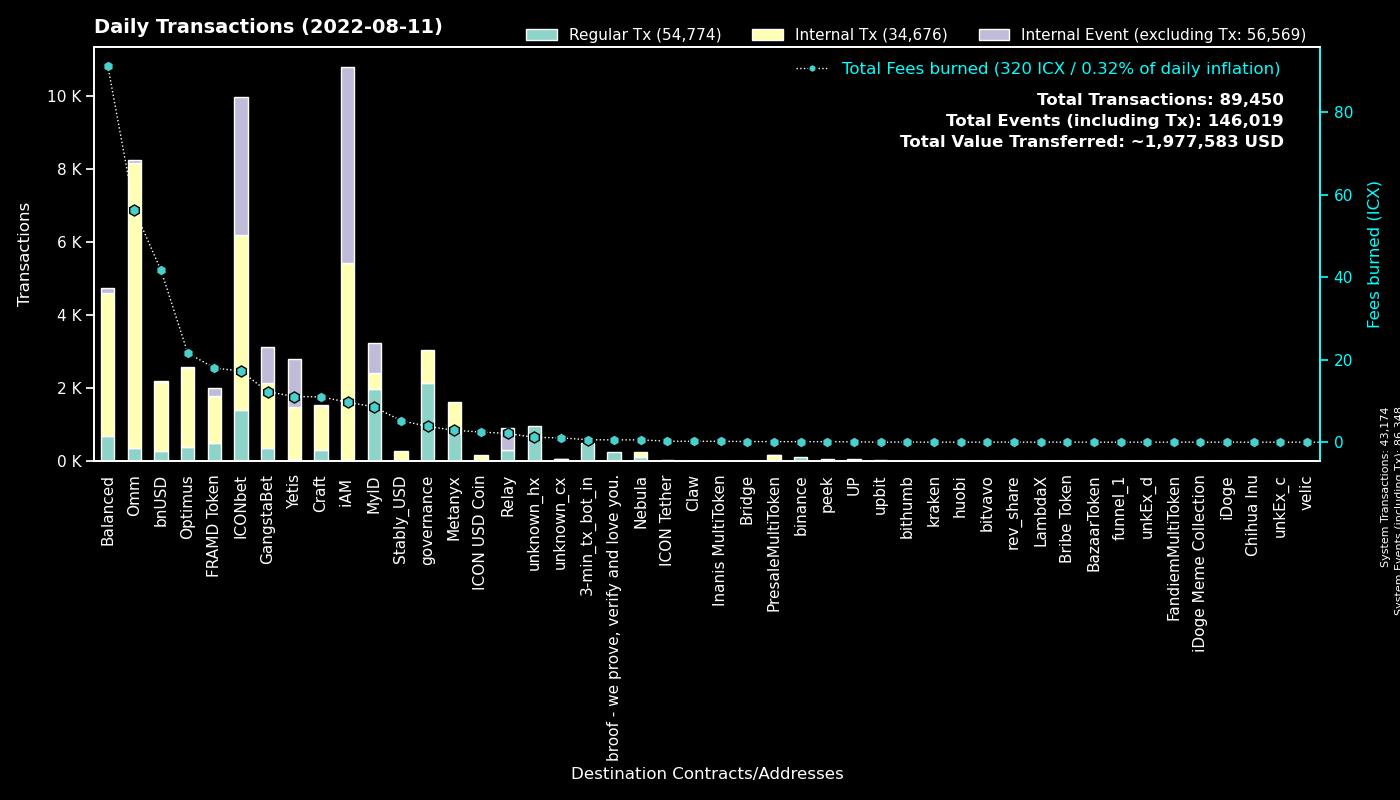 Daily Transactions (2022-08-11)
Regular Tx (54,774)
Internal Tx (34,676)
Internal Event (excluding Tx: 56,569)
Total Fees burned (320 ICX / 0.32% of daily inflation)
Total Transactions: 89,450
Total Events (including Tx): 146,019
Total Value Transferred: ~1,977,583 USD
Transactions
10 K
8 K
6 K
4 K
2 K
0 K
80
60
40
20
0
Fees burned (ICX)
Balanced
Omm
bnUSD
Optimus
FRAMD Token
ICONbet
GangstaBet
Yetis
Craft
iAM
MyID
Stably_USD
governance
Metanyx
ICON USD Coin
Relay
unknown_hx
unknown_cx
3-min_tx_bot_in
broof - we prove, verify and love you.
Nebula
ICON Tether
Claw
Inanis MultiToken
Bridge
PresaleMultiToken
binance
peek
UP
upbit
bithumb
kraken
huobi
bitvavo
rev_share
LambdaX
Bribe Token
BazaarToken
funnel_1
unkEx_d
FandiemMultiToken
iDoge Meme Collection
iDoge
Chihua Inu
unkEx_c
velic
Destination Contracts/Addresses
System Transactions: 43,174
System Events (including Tx): 86,348